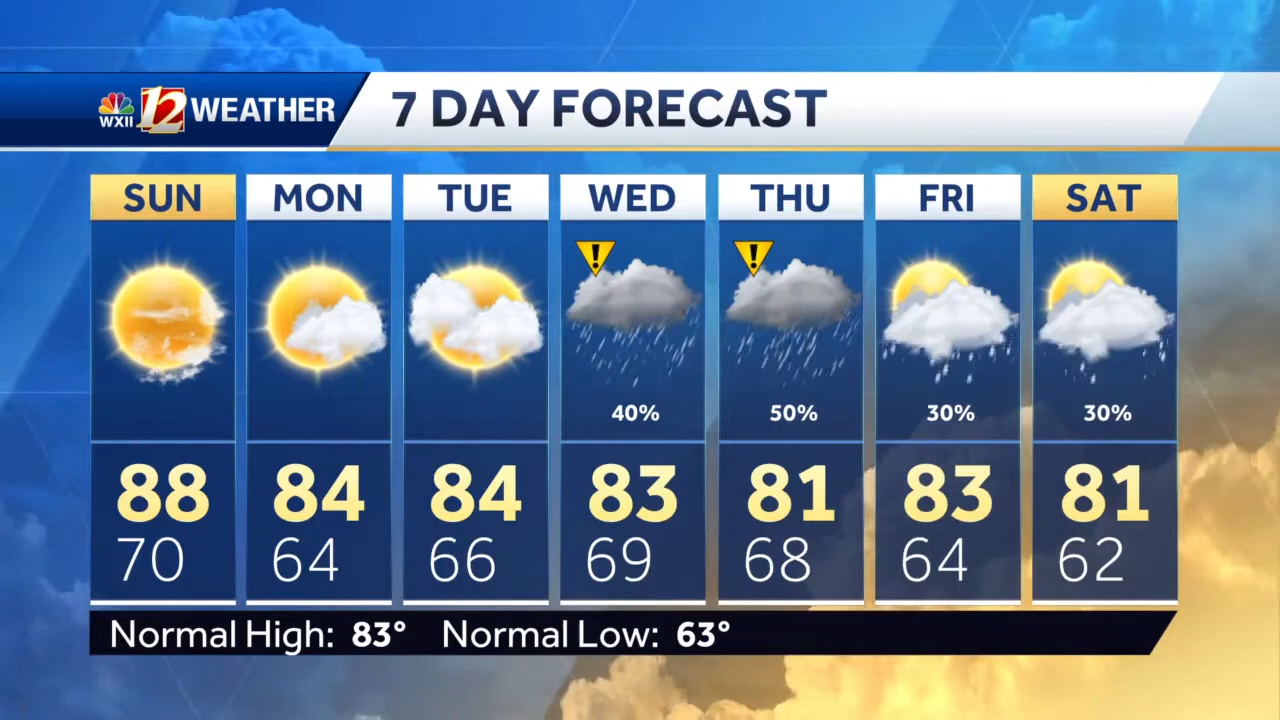 WXII 12 WEATHER
7 DAY FORECAST
SUN MON TUE WED THU FRI SAT
! !
40% 50% 30% 30%
88 84 84 83 81 83 81
70 64 66 69 68 64 62
Normal High: 83° Normal Low: 63°